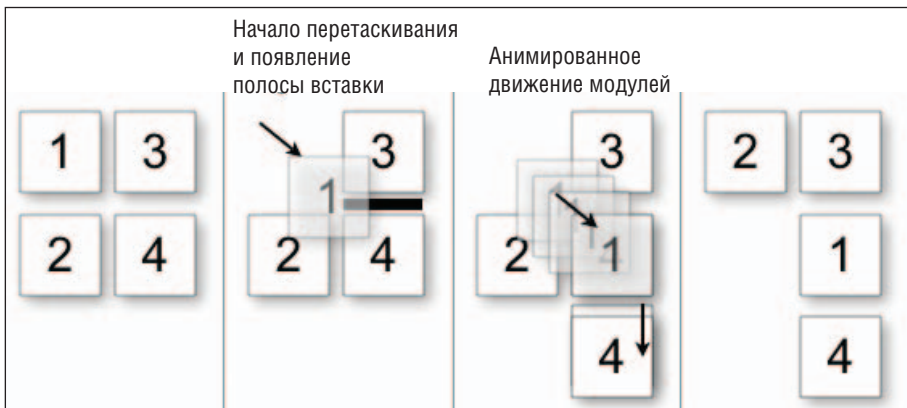 Начало перетаскивания
и появление
полосы вставки
Анимированное
движение модулей
1 3
2 4
3
1
2 4
3
1
2 1
4
2 3
1
4